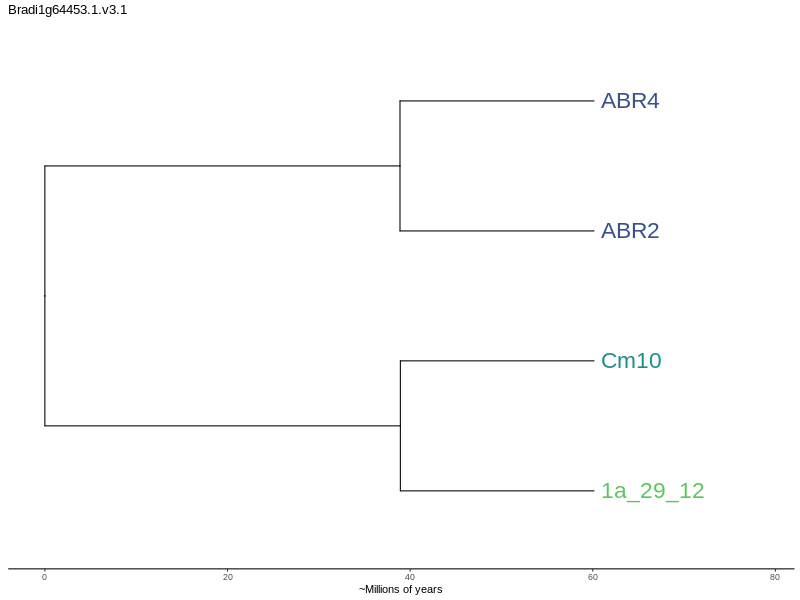 Bradi1g64453.1.v3.1
ABR4
ABR2
Cm10
1a_29_12
0 20 40 60 80
~Millions of years